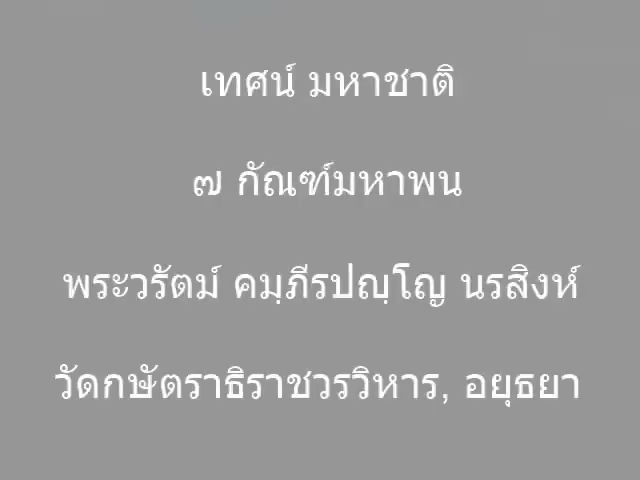 เทศน์ มหาชาติ
๗ กัณฑ์มหาพน
พระวรัตม์ คมฺภีรปญฺโญ นรสิงห์
วัดกษัตราธิราชวรวิหาร, อยุธยา